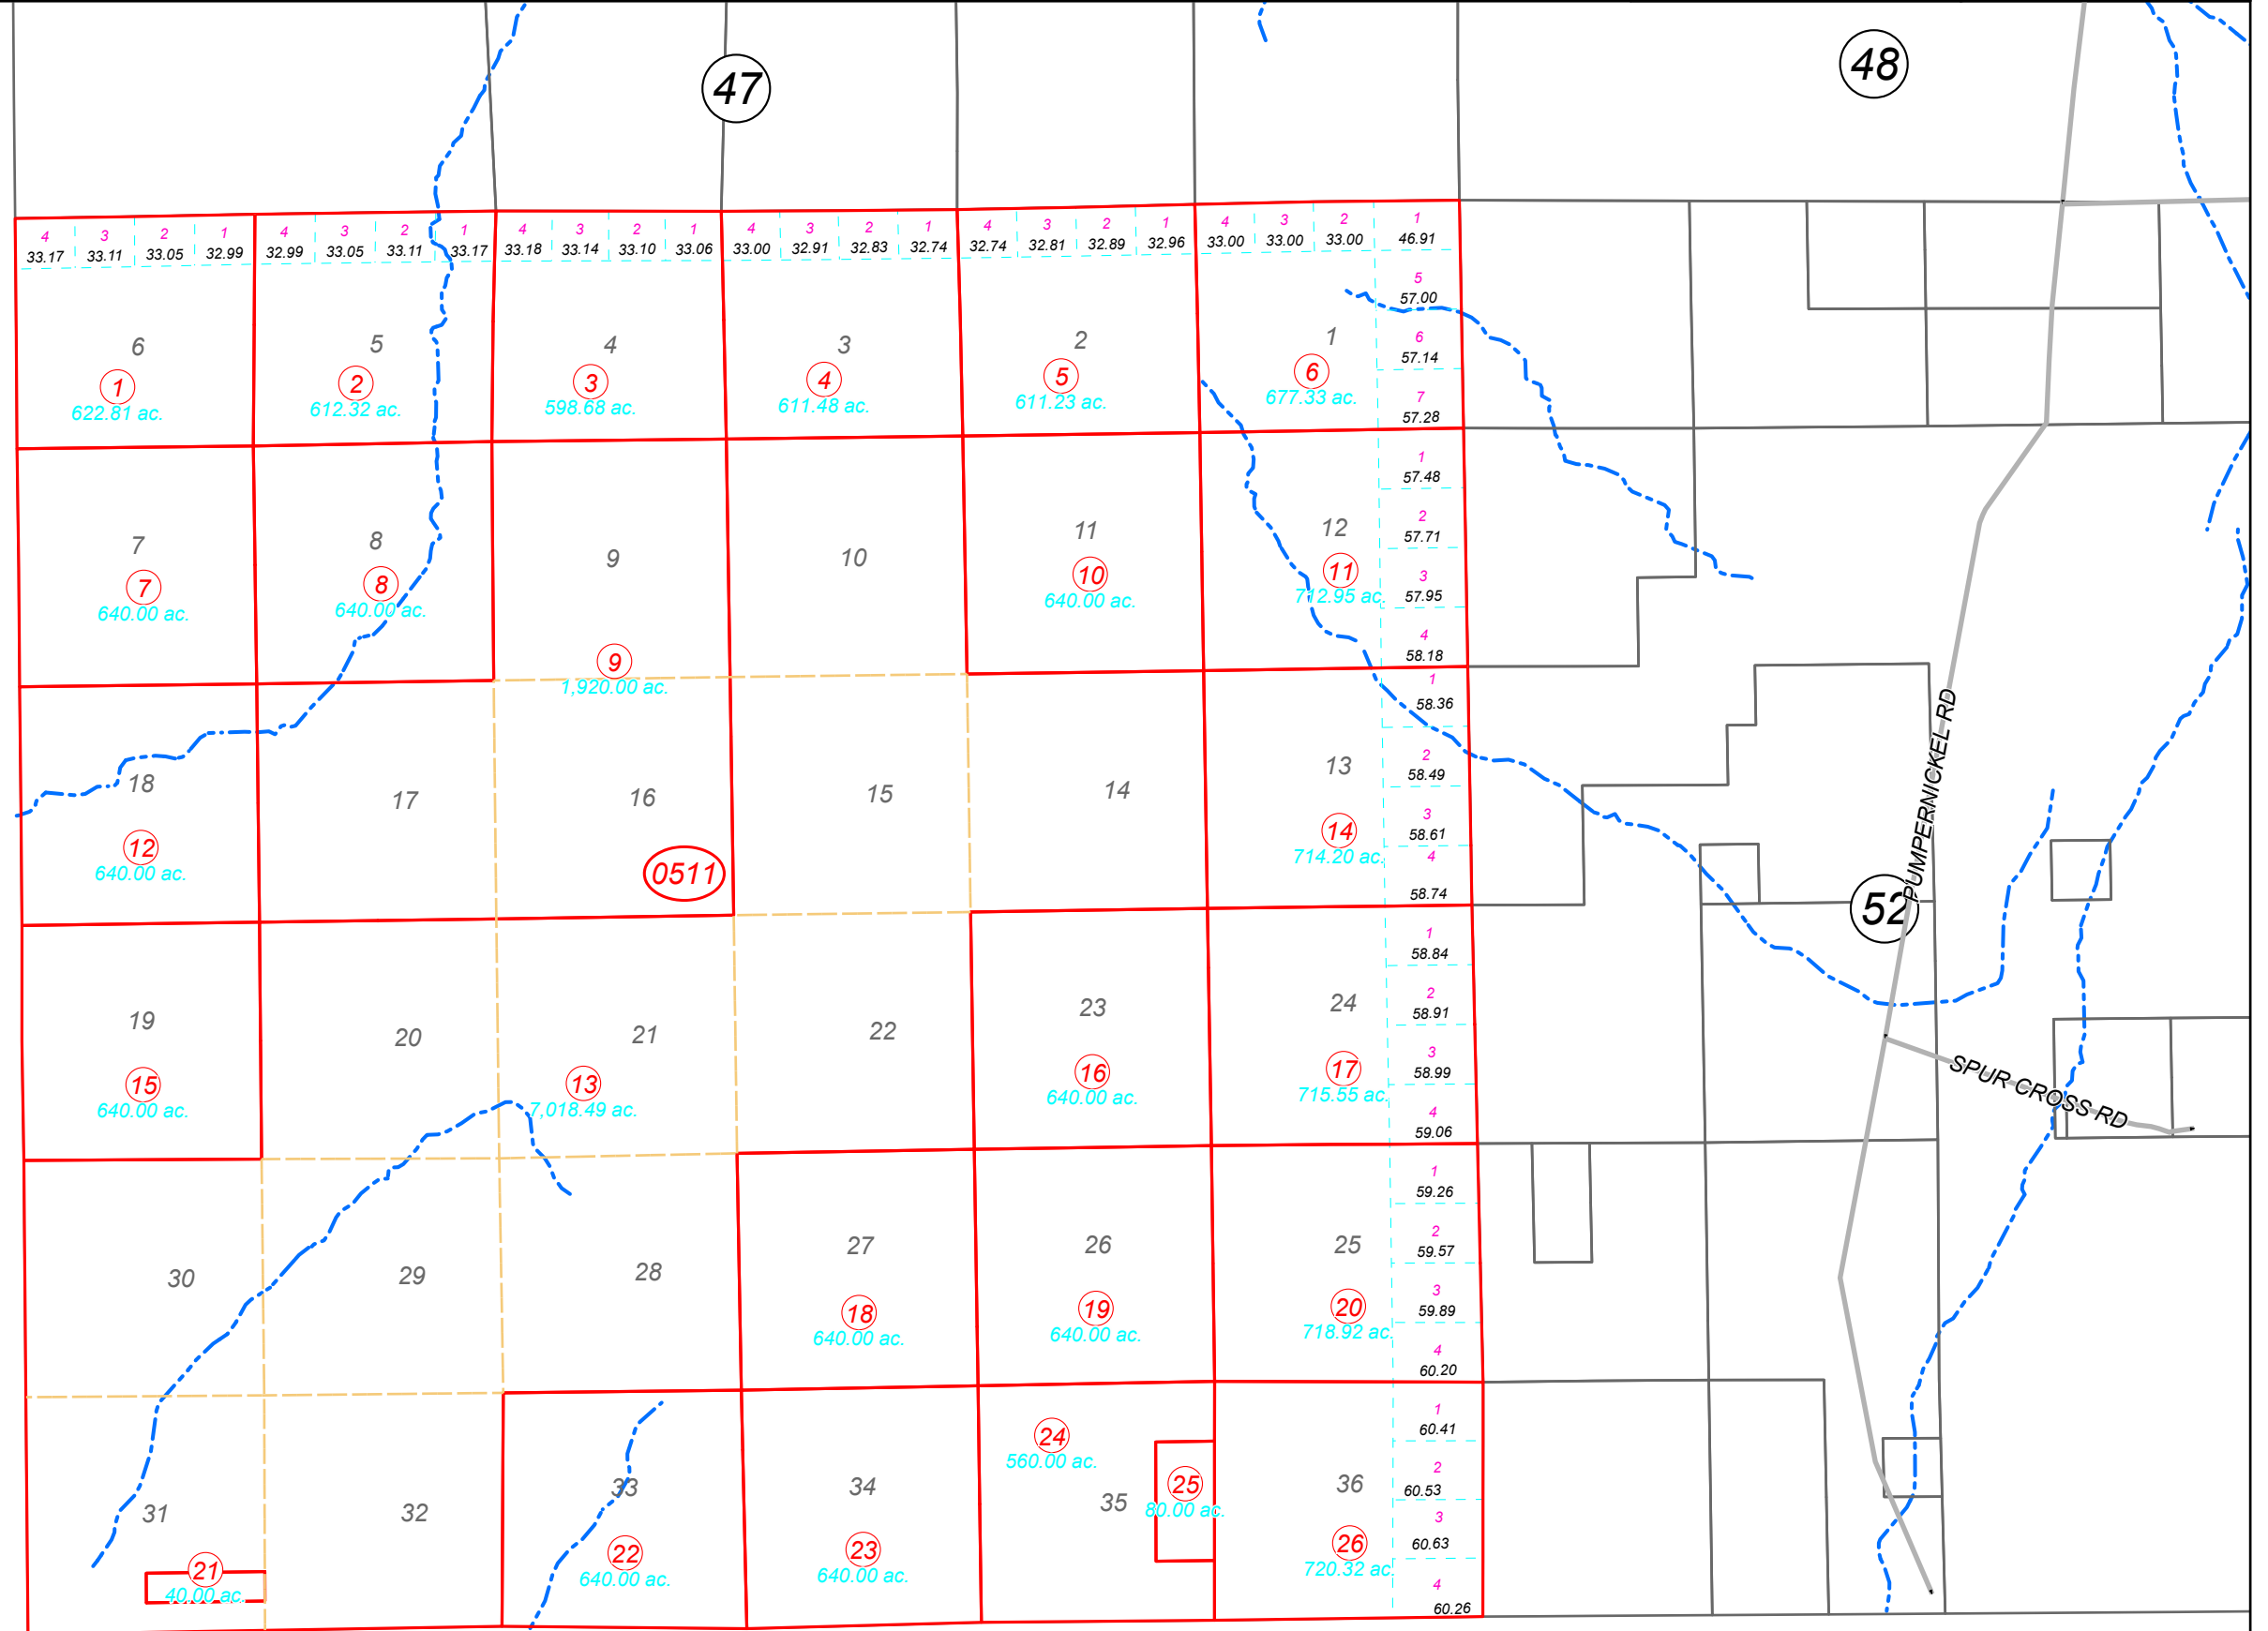 47
48
4 3 2 1 4 3 2 1 4 3 2 1 4 3 2 1 4 3 2 1 4 3 2 1
33.17 33.11 33.05 32.99 32.99 33.05 33.11 33.17 33.18 33.14 33.10 33.06 33.00 32.91 32.83 32.74 32.74 32.81 32.89 32.96 33.00 33.00 33.00 46.91
5
57.00
6 5 4 3 2 1
6
57.14
1 2 3 4 5 6
622.81 ac. 612.32 ac. 598.68 ac. 611.48 ac. 611.23 ac. 677.33 ac.
7
57.28
1
57.48
2
57.71
7 8 9 10 11 12
7 8 10 11
640.00 ac. 640.00 ac. 640.00 ac. 712.95 ac.
3
57.95
4
58.18
9
1,920.00 ac.
1
58.36
2
58.49
18 17 16 15 14 13
3
58.61
12 14
640.00 ac. 714.20 ac.
0511
4
58.74
PUMPERNICKEL RD
52
1
58.84
2
58.91
19 20 21 22 23 24
3
58.99
SPUR CROSS RD
15 13 16 17
640.00 ac. 7,018.49 ac. 640.00 ac. 715.55 ac.
4
59.06
1
59.26
2
59.57
30 29 28 27 26 25
3
59.89
18 19 20
640.00 ac. 640.00 ac. 718.92 ac.
4
60.20
1
60.41
24
560.00 ac.
2
60.53
31 32 33 34 35 36
25
80.00 ac.
3
60.63
21 22 23 26
40.00 ac. 640.00 ac. 640.00 ac. 720.32 ac.
4
60.26